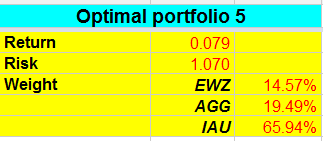 Optimal portfolio 5
Return 0.079
Risk 1.070
Weight EWZ 14.57%
AGG 19.49%
IAU 65.94%